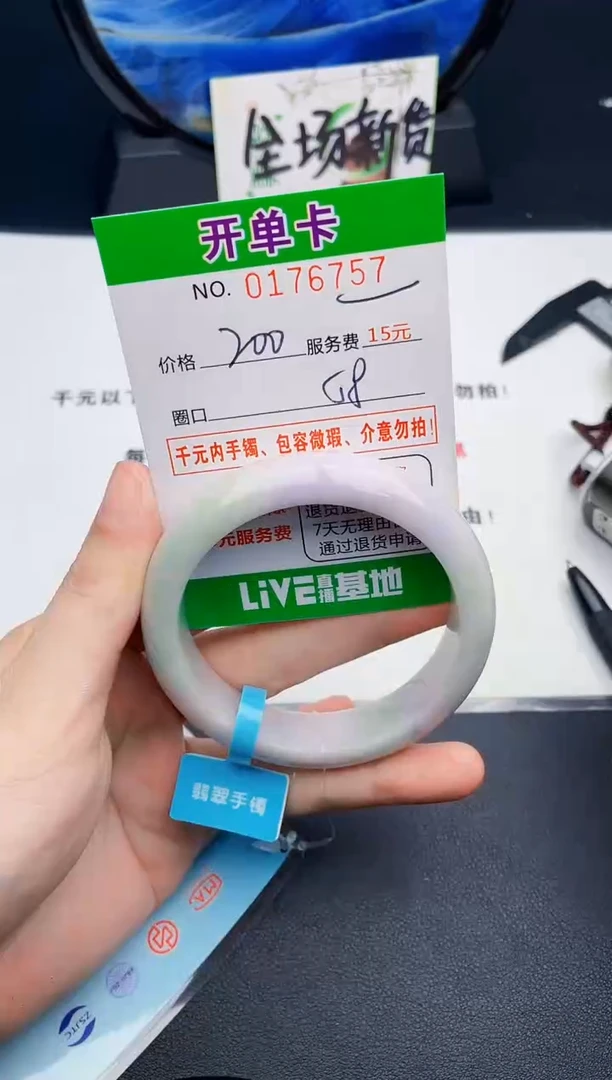 全场新货
开单卡
NO. 0176757
价格 200 服务费 15元
圈口 58
千元以
勿拍!
千元内手镯、包容微瑕、介意勿拍!
每
元服务费
7天无理由
通过退货申请
由!
LiVE直播基地
翡翠手镯
MA
ZSJTC